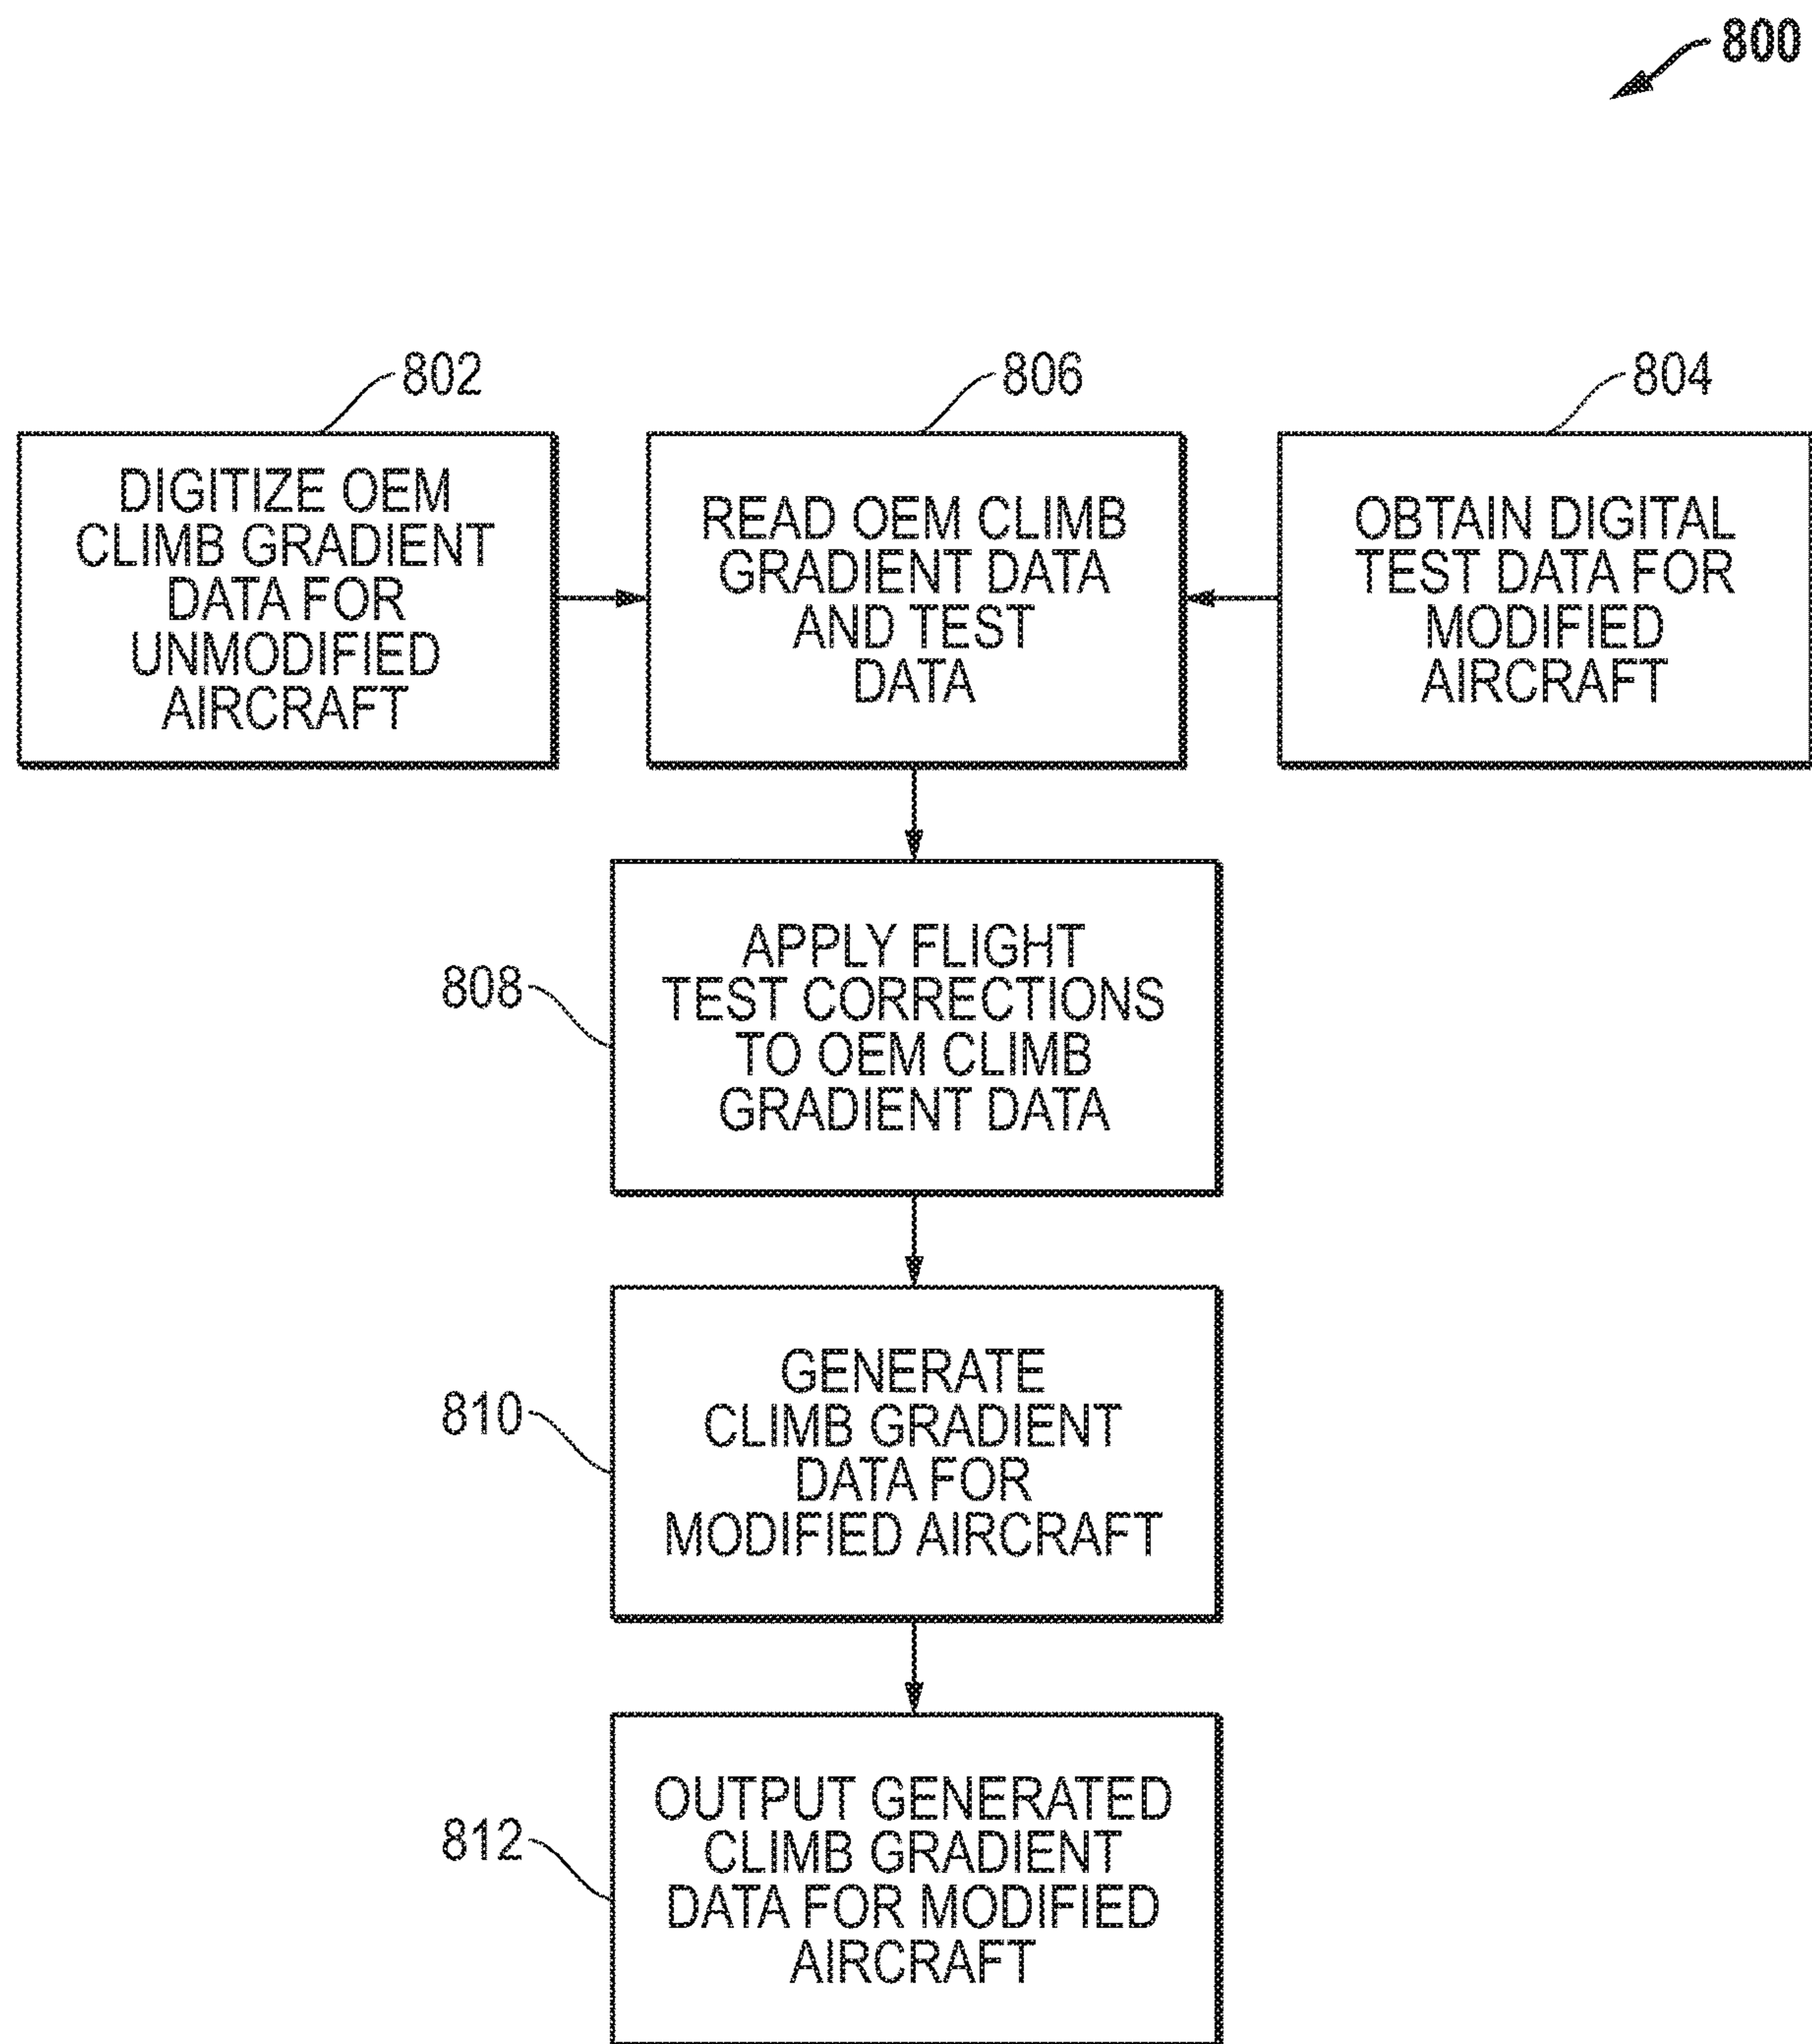 800
802
DIGITIZE OEM
CLIMB GRADIENT
DATA FOR
UNMODIFIED
AIRCRAFT
806
READ OEM CLIMB
GRADIENT DATA
AND TEST
DATA
804
OBTAIN DIGITAL
TEST DATA FOR
MODIFIED
AIRCRAFT
808
APPLY FLIGHT
TEST CORRECTIONS
TO OEM CLIMB
GRADIENT DATA
810
GENERATE
CLIMB GRADIENT
DATA FOR
MODIFIED AIRCRAFT
812
OUTPUT GENERATED
CLIMB GRADIENT
DATA FOR MODIFIED
AIRCRAFT